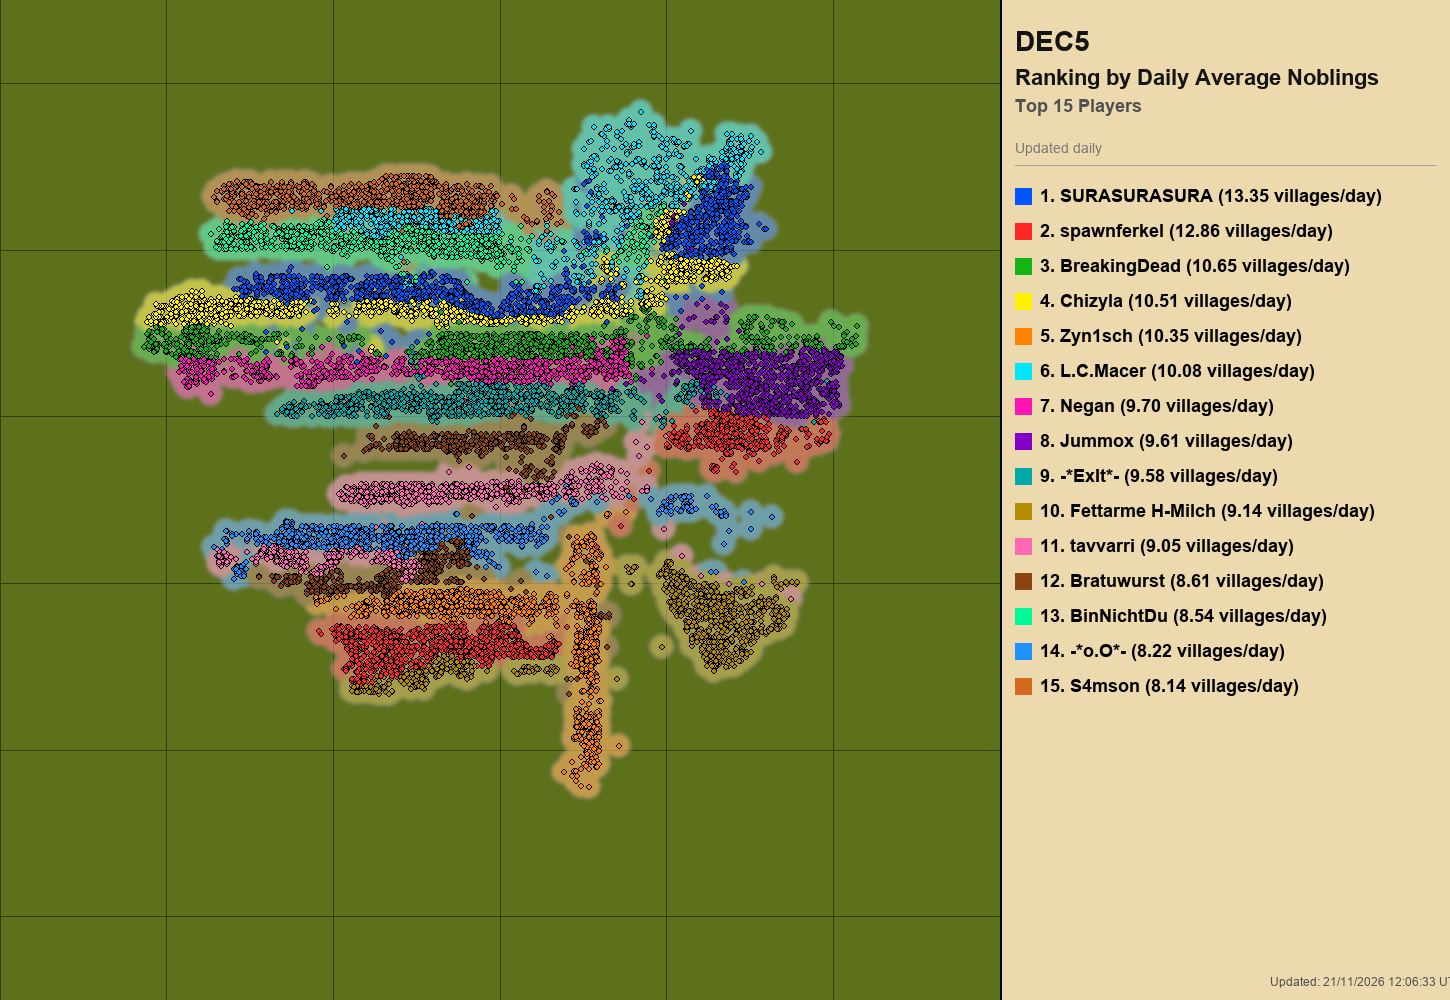 DEC5
Ranking by Daily Average Noblings
Top 15 Players
Updated daily
1. SURASURASURA (13.35 villages/day)
2. spawnferkel (12.86 villages/day)
3. BreakingDead (10.65 villages/day)
4. Chizyla (10.51 villages/day)
5. Zyn1sch (10.35 villages/day)
6. L.C.Macer (10.08 villages/day)
7. Negan (9.70 villages/day)
8. Jummox (9.61 villages/day)
9. -*ExIt*- (9.58 villages/day)
10. Fettarme H-Milch (9.14 villages/day)
11. tavvarri (9.05 villages/day)
12. Bratuwurst (8.61 villages/day)
13. BinNichtDu (8.54 villages/day)
14. -*o.O*- (8.22 villages/day)
15. S4mson (8.14 villages/day)
Updated: 21/11/2026 12:06:33